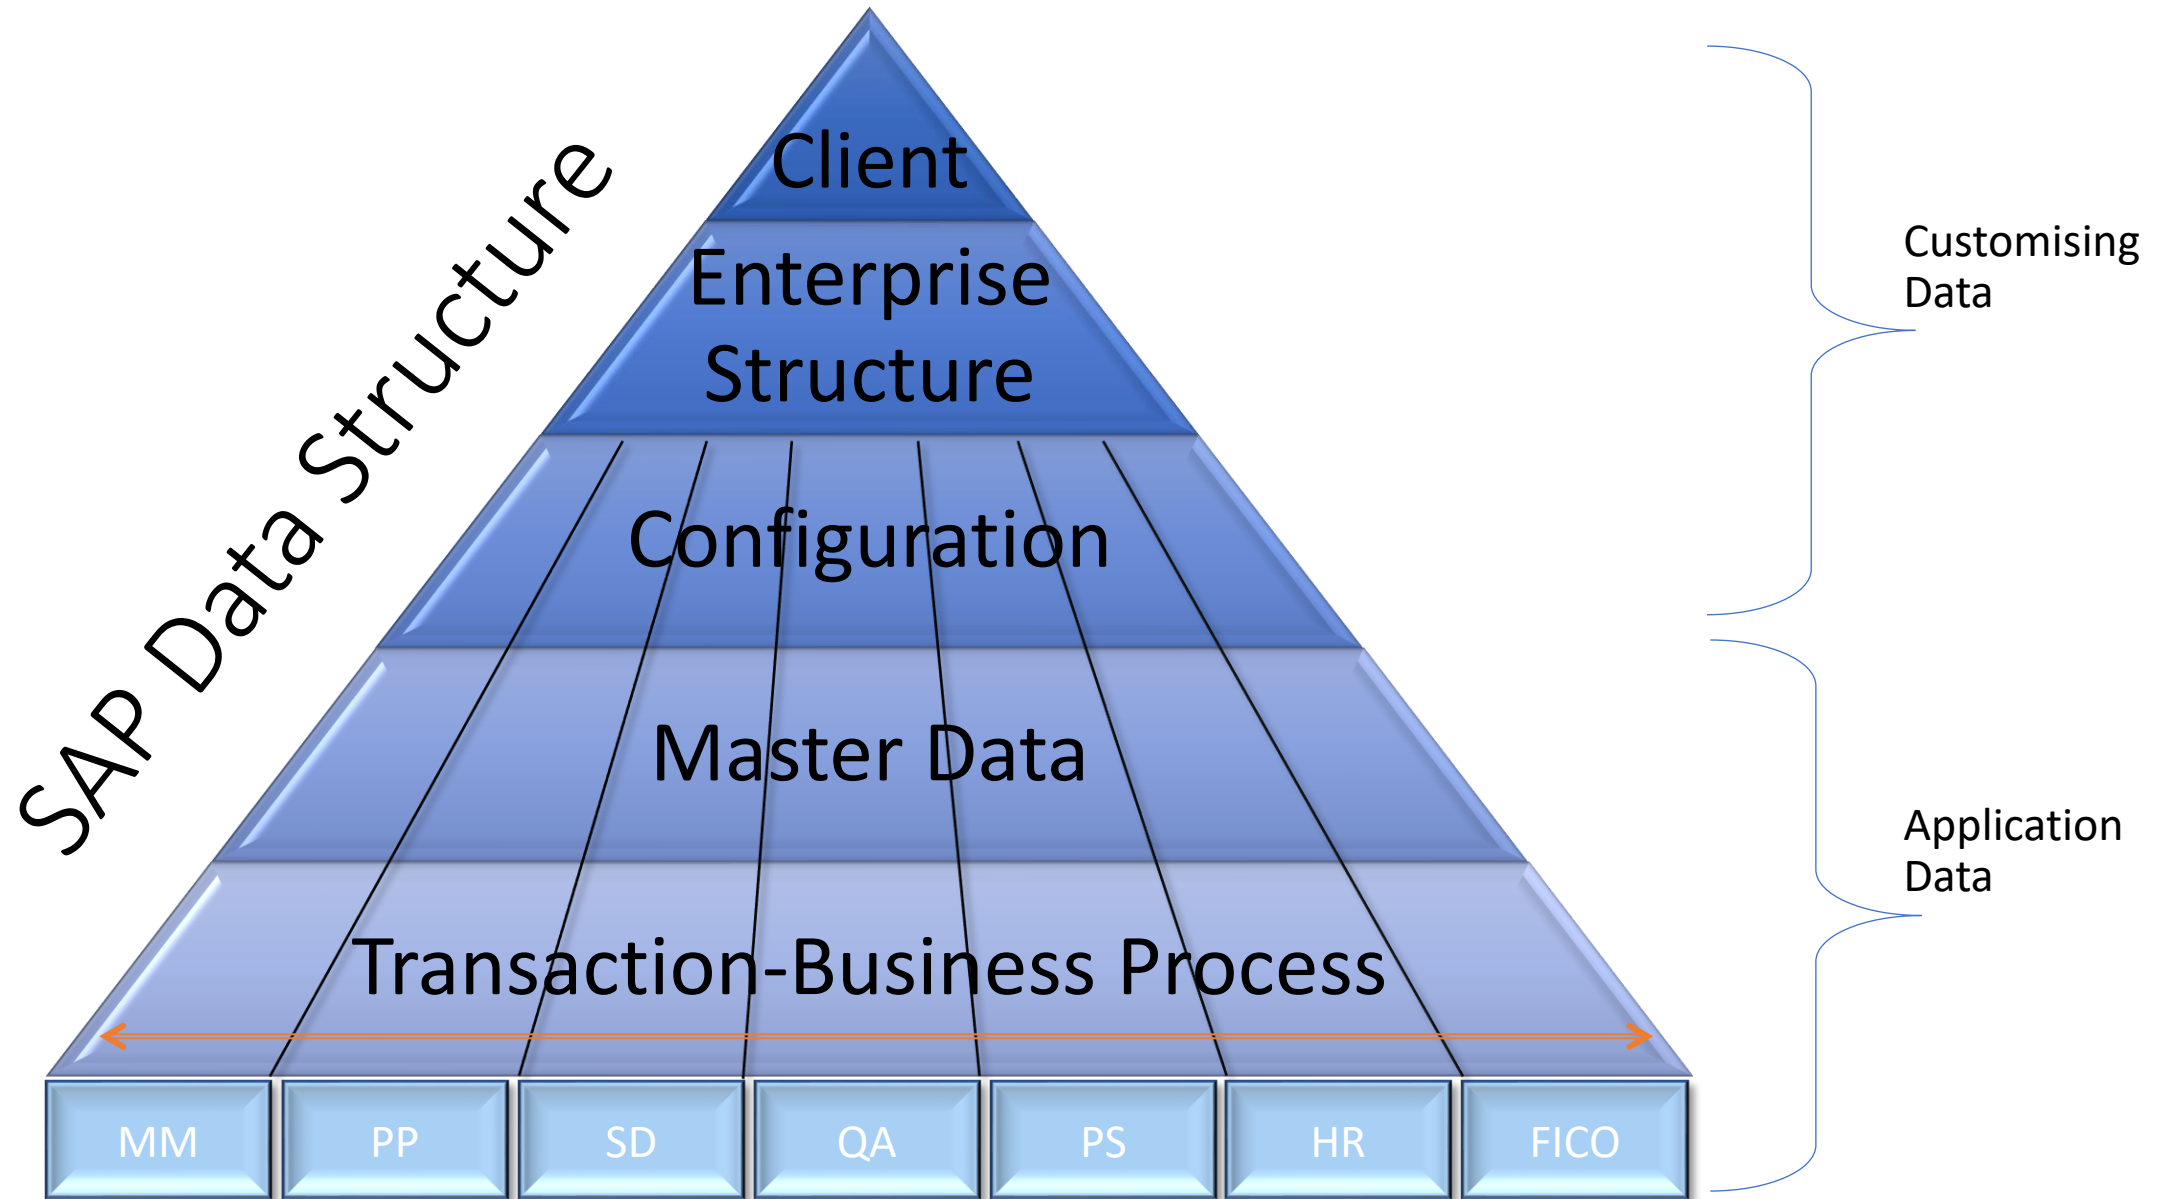 SAP Data Structure
Client
Enterprise
Structure
Configuration
Master Data
Transaction-Business Process
MM
PP
SD
QA
PS
HR
FICO
Customising
Data
Application
Data